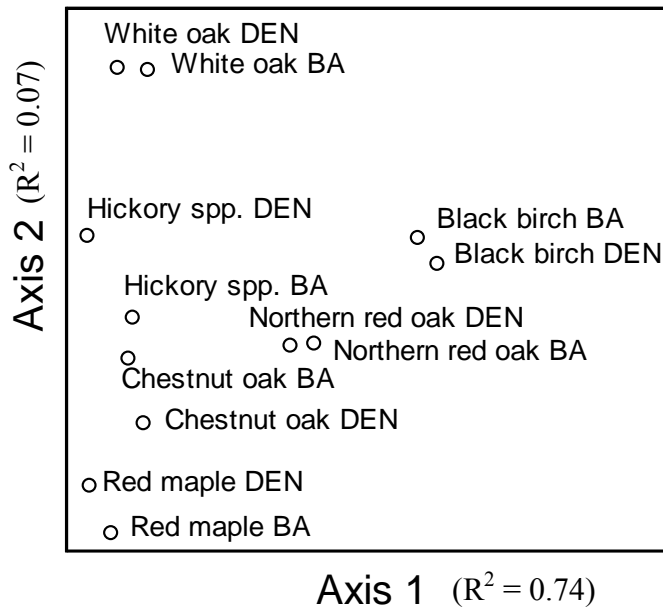 White oak DEN
White oak BA
Hickory spp. DEN
Black birch BA
Black birch DEN
Hickory spp. BA
Northern red oak DEN
Northern red oak BA
Chestnut oak BA
Chestnut oak DEN
Red maple DEN
Red maple BA
Axis 2 (R² = 0.07)
Axis 1 (R² = 0.74)